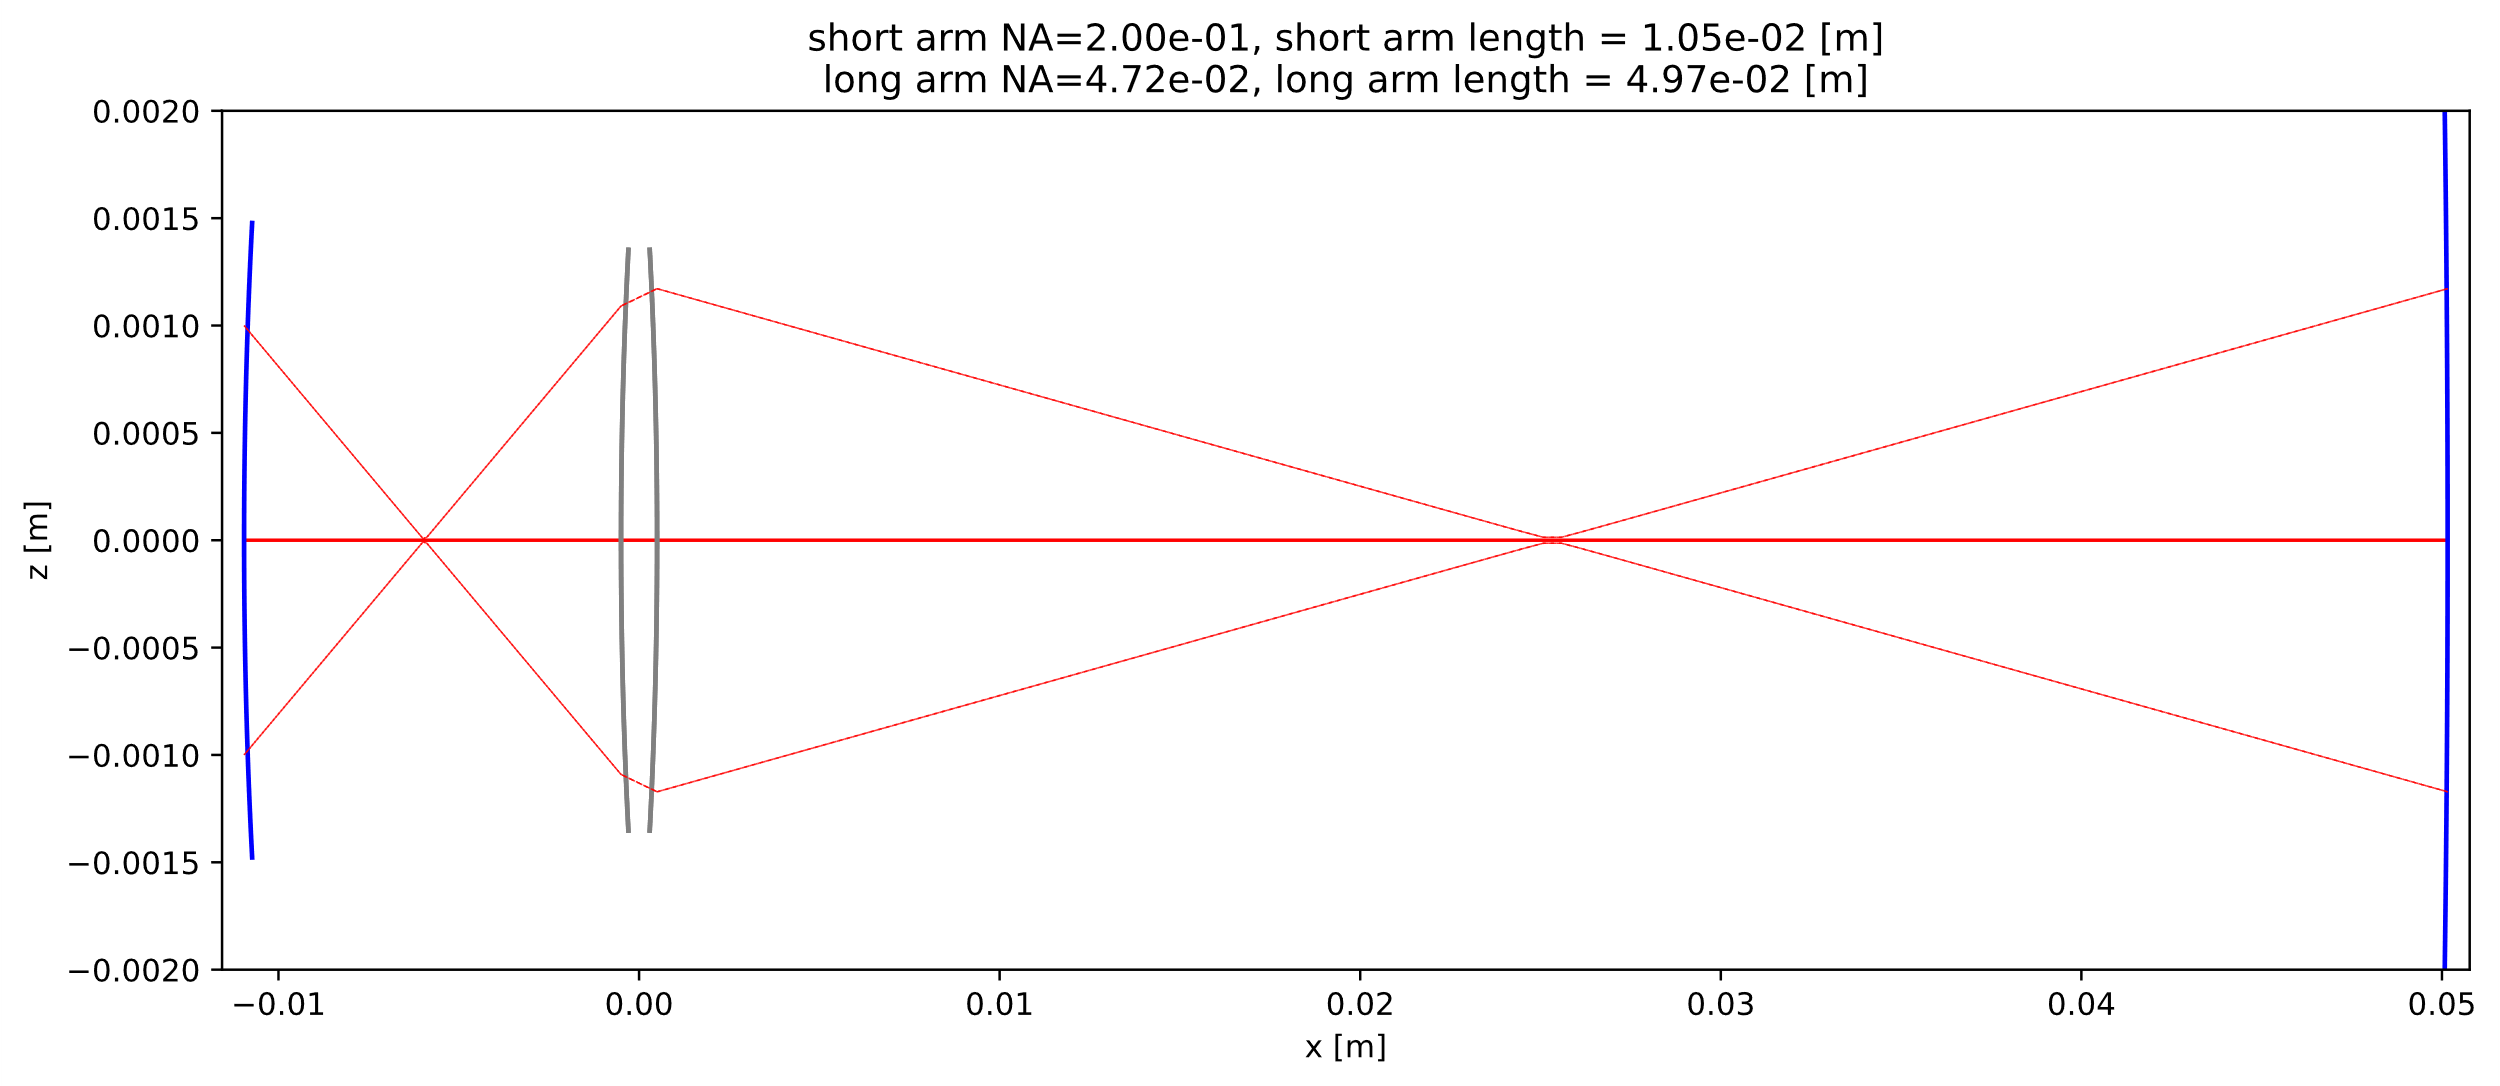 short arm NA=2.00e-01, short arm length = 1.05e-02 [m]
long arm NA=4.72e-02, long arm length = 4.97e-02 [m]
0.0020
0.0015
0.0010
0.0005
0.0000
−0.0005
−0.0010
−0.0015
−0.0020
z [m]
−0.01 0.00 0.01 0.02 0.03 0.04 0.05
x [m]